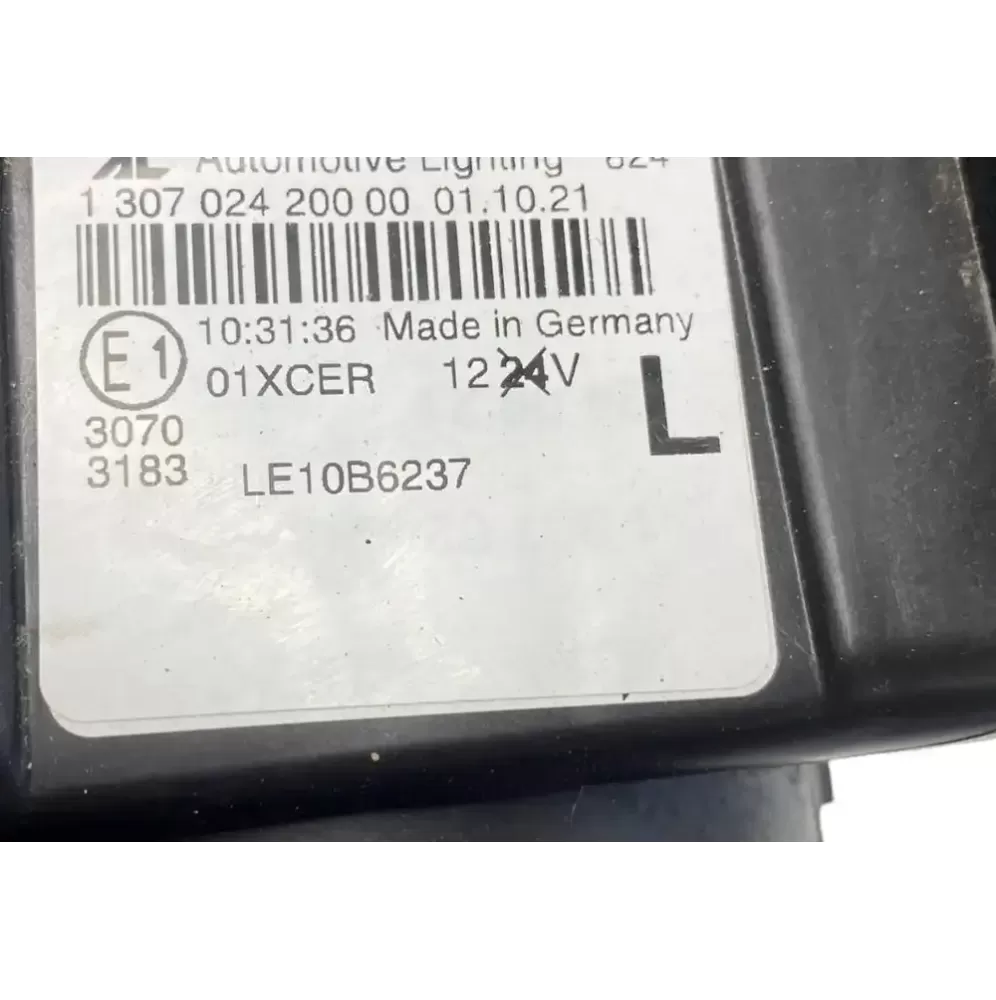 AL Automotive Lighting 624
1 307 024 200 00 01.10.21
10:31:36 Made in Germany
E1 01XCER 12 24V
L
3070
3183 LE10B6237